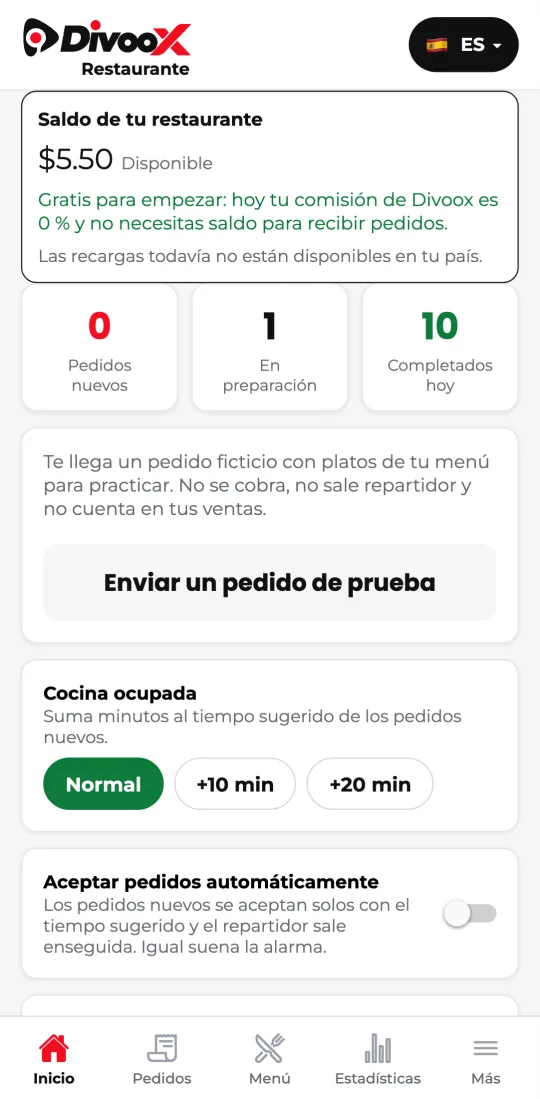 DivooX
Restaurante
ES
Saldo de tu restaurante
$5.50 Disponible
Gratis para empezar: hoy tu comisión de Divoox es
0 % y no necesitas saldo para recibir pedidos.
Las recargas todavía no están disponibles en tu país.
0
Pedidos
nuevos
1
En
preparación
10
Completados
hoy
Te llega un pedido ficticio con platos de tu menú
para practicar. No se cobra, no sale repartidor y
no cuenta en tus ventas.
Enviar un pedido de prueba
Cocina ocupada
Suma minutos al tiempo sugerido de los pedidos
nuevos.
Normal
+10 min
+20 min
Aceptar pedidos automáticamente
Los pedidos nuevos se aceptan solos con el
tiempo sugerido y el repartidor sale
enseguida. Igual suena la alarma.
Inicio
Pedidos
Menú
Estadísticas
Más